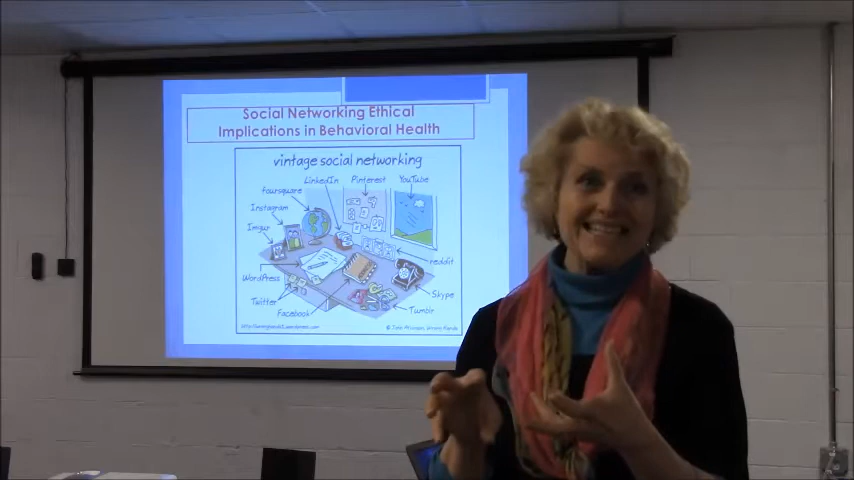 Social Networking Ethical
Implications in Behavioral Health
vintage social networking
LinkedIn
Pinterest
YouTube
foursquare
Instagram
Imgur
reddit
WordPress
Twitter
Facebook
Skype
Tumblr